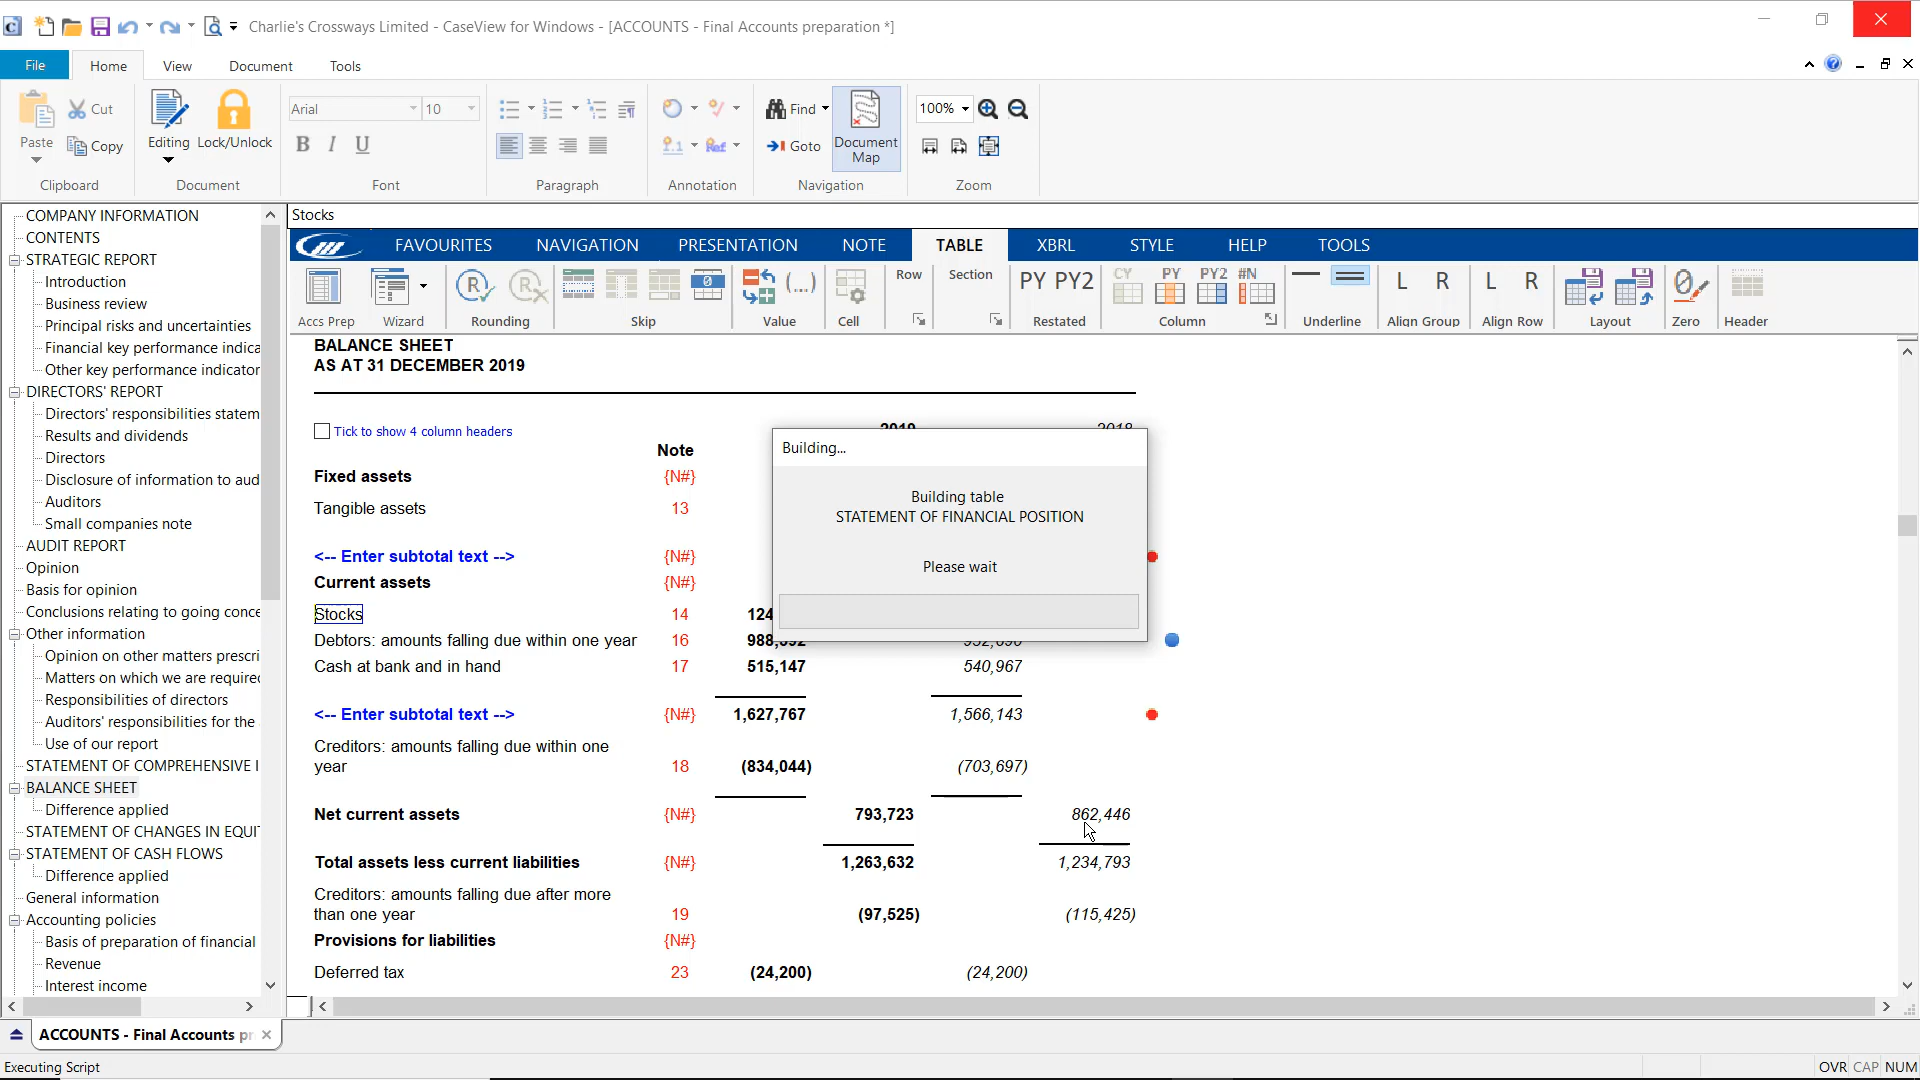 Charlie's Crossways Limited - CaseView for Windows - [ACCOUNTS - Final Accounts preparation *]
File Home View Document Tools
Paste Cut Copy Clipboard
Editing Lock/Unlock Document
Arial 10 B I U Font
Paragraph
Annotation
Find Goto Document Map Navigation
100% Zoom
COMPANY INFORMATION
CONTENTS
STRATEGIC REPORT
Introduction
Business review
Principal risks and uncertainties
Financial key performance indica
Other key performance indicator
DIRECTORS' REPORT
Directors' responsibilities statem
Results and dividends
Directors
Disclosure of information to aud
Auditors
Small companies note
AUDIT REPORT
Opinion
Basis for opinion
Conclusions relating to going conce
Other information
Opinion on other matters prescri
Matters on which we are require
Responsibilities of directors
Auditors' responsibilities for the
Use of our report
STATEMENT OF COMPREHENSIVE I
BALANCE SHEET
Difference applied
STATEMENT OF CHANGES IN EQUI
STATEMENT OF CASH FLOWS
Difference applied
General information
Accounting policies
Basis of preparation of financial
Revenue
Interest income
Stocks
FAVOURITES NAVIGATION PRESENTATION NOTE TABLE XBRL STYLE HELP TOOLS
Row Section PY PY2 CY PY PY2 #N L R L R
Accs Prep Wizard Rounding Skip Value Cell Restated Column Underline Align Group Align Row Layout Zero Header
BALANCE SHEET
AS AT 31 DECEMBER 2019
2019 2018
Tick to show 4 column headers
Note
Fixed assets {N#}
Tangible assets 13
<-- Enter subtotal text --> {N#}
Current assets {N#}
Stocks 14 124
Debtors: amounts falling due within one year 16
Cash at bank and in hand 17 515,147 540,967
<-- Enter subtotal text --> {N#} 1,627,767 1,566,143
Creditors: amounts falling due within one
year 18 (834,044) (703,697)
Net current assets {N#} 793,723 862,446
Total assets less current liabilities {N#} 1,263,632 1,234,793
Creditors: amounts falling due after more
than one year 19 (97,525) (115,425)
Provisions for liabilities {N#}
Deferred tax 23 (24,200) (24,200)
Building...
Building table
STATEMENT OF FINANCIAL POSITION
Please wait
ACCOUNTS - Final Accounts pr
Executing Script OVR CAP NUM